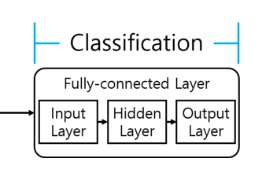 Classification
Fully-connected Layer
Input Hidden Output
Layer Layer Layer